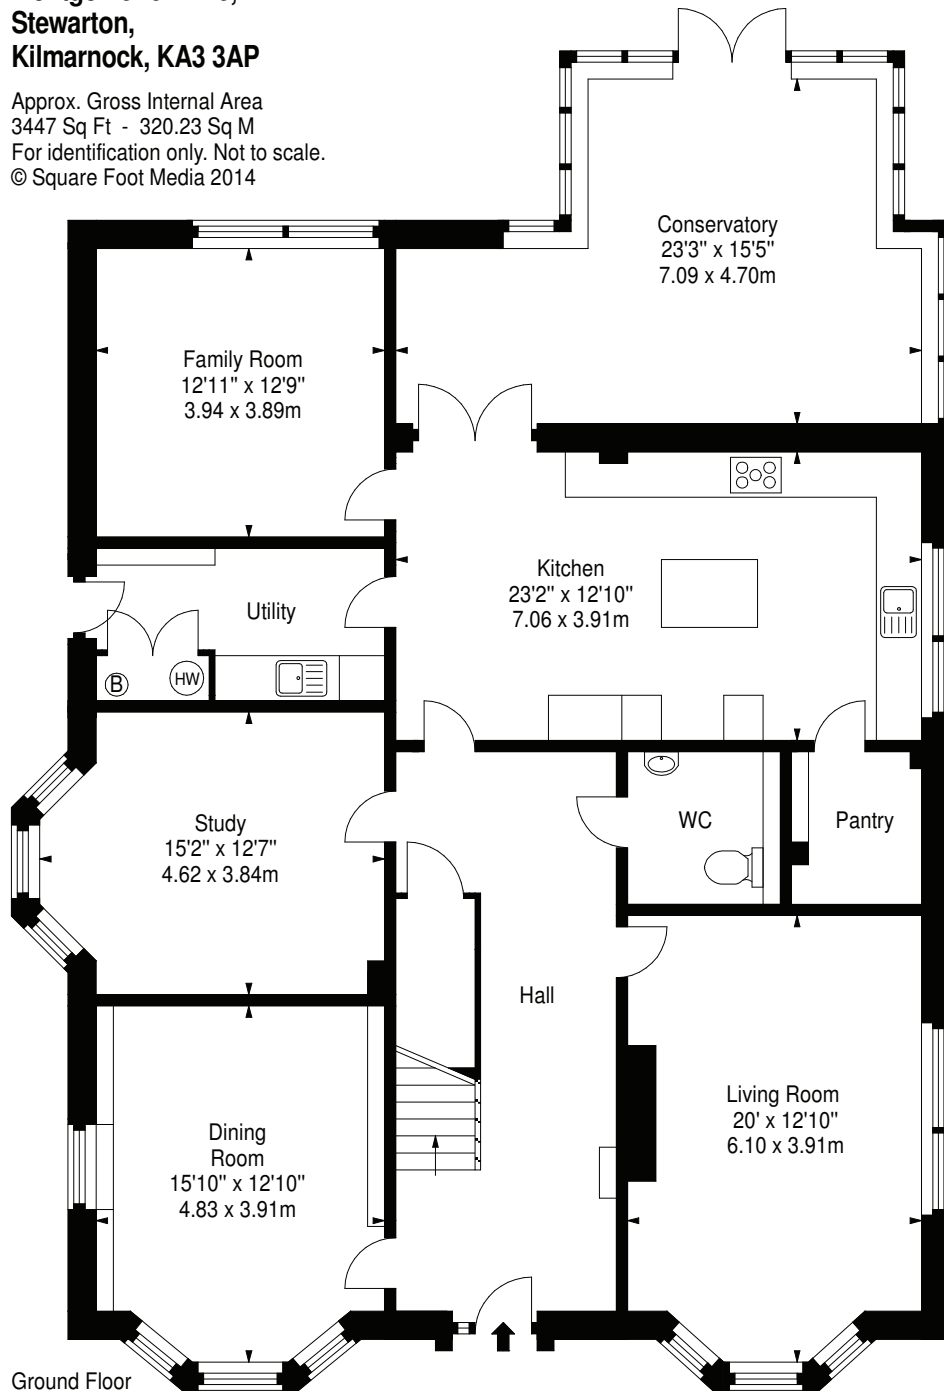 Stewarton,
Kilmarnock, KA3 3AP
Approx. Gross Internal Area
3447 Sq Ft - 320.23 Sq M
For identification only. Not to scale.
© Square Foot Media 2014
Conservatory
23'3" x 15'5"
7.09 x 4.70m
Family Room
12'11" x 12'9"
3.94 x 3.89m
Kitchen
23'2" x 12'10"
7.06 x 3.91m
Utility
B
HW
Study
15'2" x 12'7"
4.62 x 3.84m
WC
Pantry
Hall
Living Room
20' x 12'10"
6.10 x 3.91m
Dining
Room
15'10" x 12'10"
4.83 x 3.91m
Ground Floor